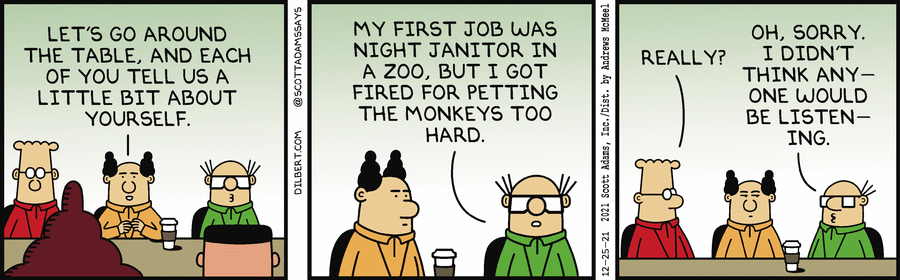 LET'S GO AROUND
THE TABLE, AND EACH
OF YOU TELL US A
LITTLE BIT ABOUT
YOURSELF.
DILBERT.COM @SCOTTADAMSSAYS
MY FIRST JOB WAS
NIGHT JANITOR IN
A ZOO, BUT I GOT
FIRED FOR PETTING
THE MONKEYS TOO
HARD.
12-25-21 2021 Scott Adams, Inc./Dist. by Andrews McMeel
REALLY?
OH, SORRY.
I DIDN'T
THINK ANY-
ONE WOULD
BE LISTEN-
ING.